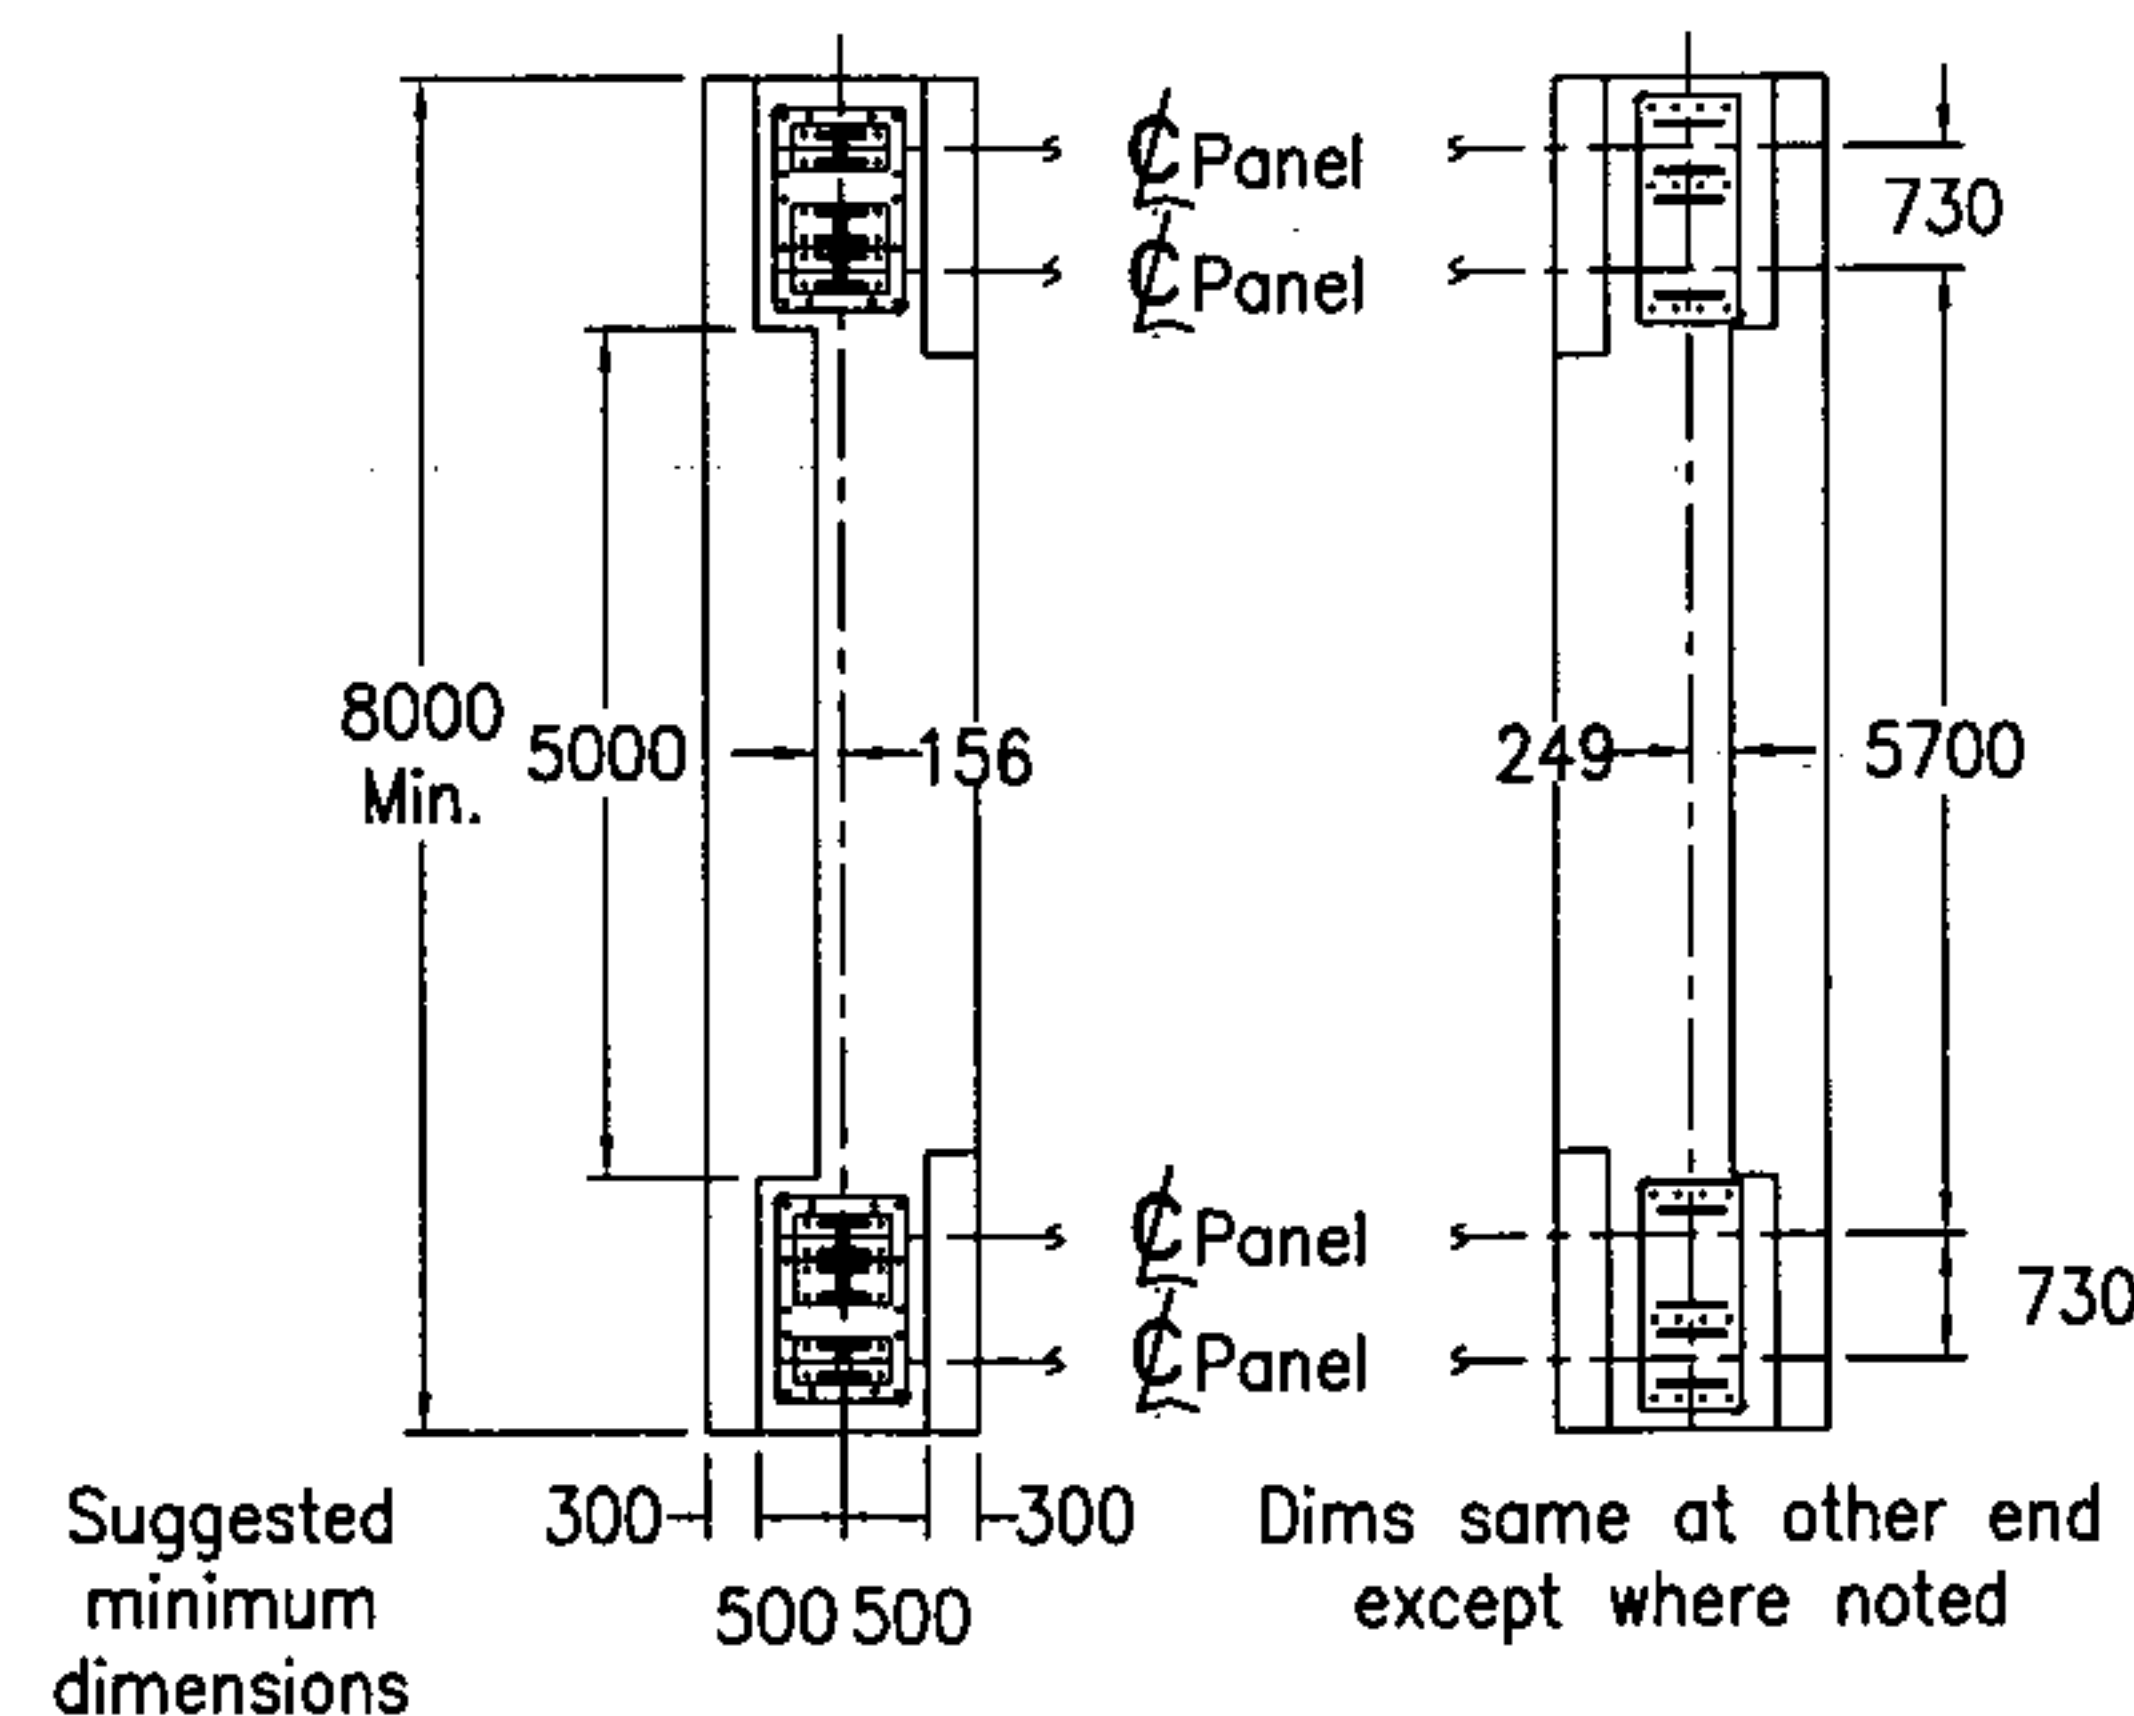 ℄ Panel
730
℄ Panel
8000
Min.
5000
156
249
5700
℄ Panel
730
℄ Panel
300
300
500 500
Suggested
minimum
dimensions
Dims same at other end
except where noted